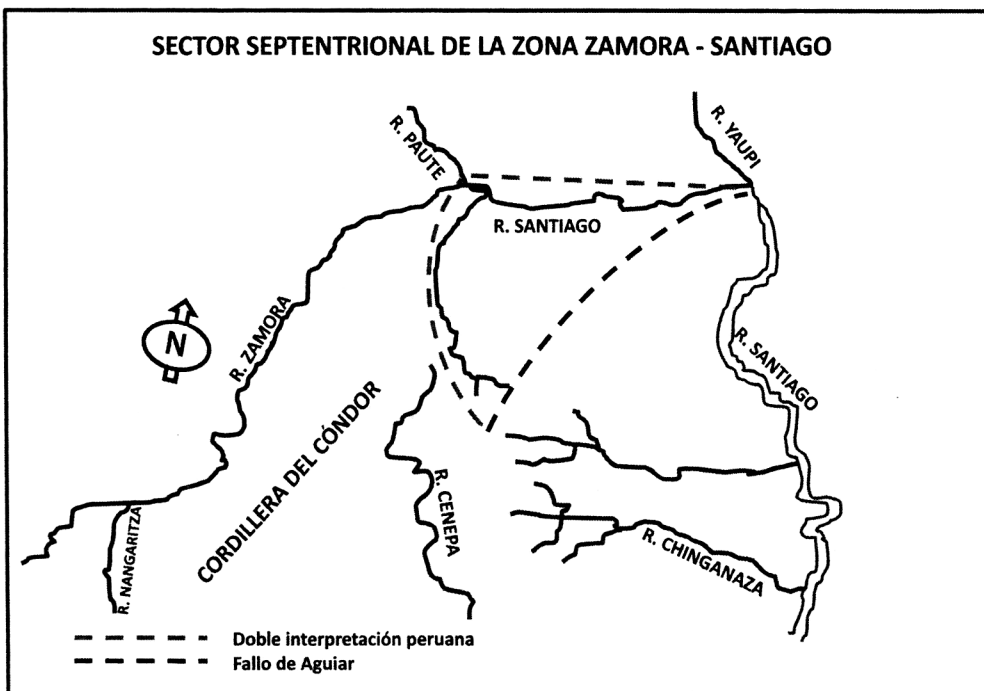 SECTOR SEPTENTRIONAL DE LA ZONA ZAMORA - SANTIAGO
R. PAUTE
R. YAUPI
R. SANTIAGO
N
R. ZAMORA
R. SANTIAGO
CORDILLERA DEL CÓNDOR
R. CENEPA
R. NANGARITZA
R. CHINGANAZA
Doble interpretación peruana
Fallo de Aguiar